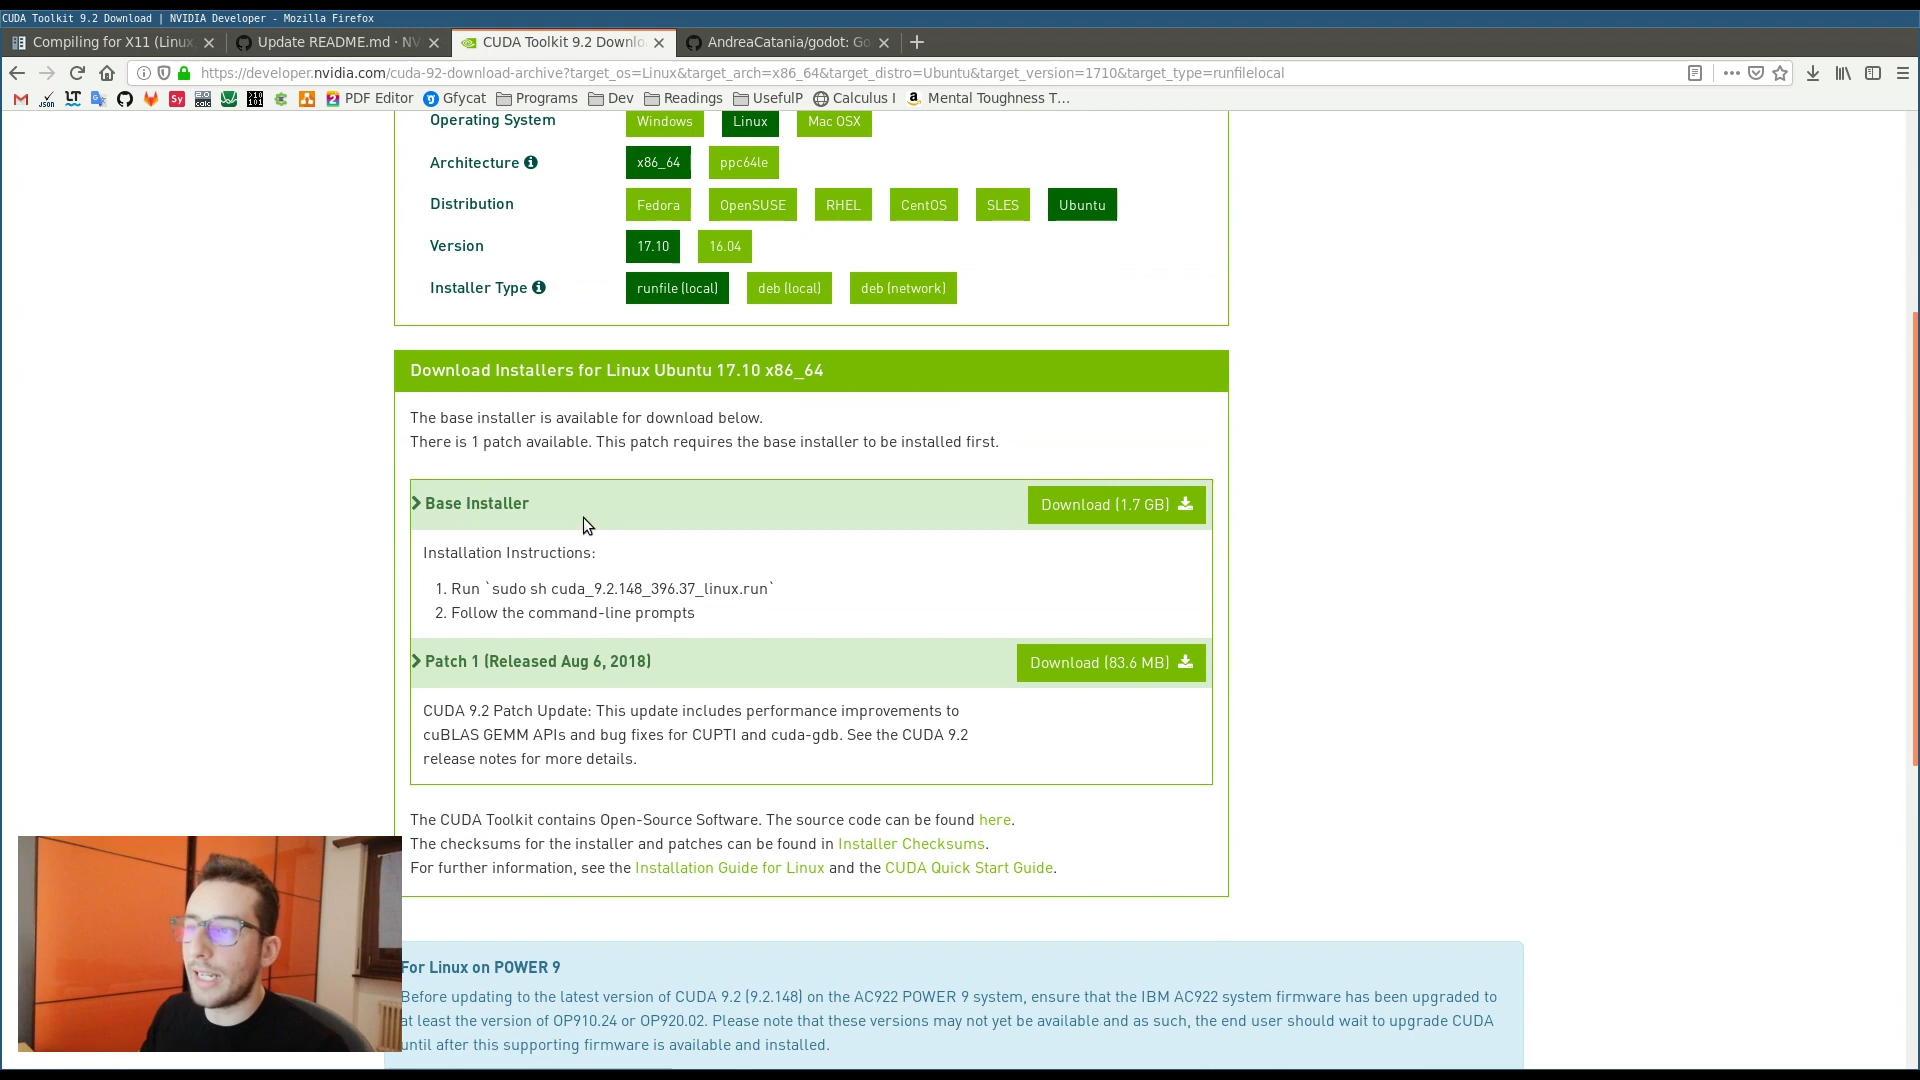 CUDA Toolkit 9.2 Download | NVIDIA Developer - Mozilla Firefox
Compiling for X11 (Linux,
Update README.md · NV
CUDA Toolkit 9.2 Downlo
AndreaCatania/godot: Go
https://developer.nvidia.com/cuda-92-download-archive?target_os=Linux&target_arch=x86_64&target_distro=Ubuntu&target_version=1710&target_type=runfilelocal
PDF Editor Gfycat Programs Dev Readings UsefulP Calculus I Mental Toughness T…
Operating System Windows Linux Mac OSX
Architecture x86_64 ppc64le
Distribution Fedora OpenSUSE RHEL CentOS SLES Ubuntu
Version 17.10 16.04
Installer Type runfile (local) deb (local) deb (network)
Download Installers for Linux Ubuntu 17.10 x86_64
The base installer is available for download below.
There is 1 patch available. This patch requires the base installer to be installed first.
Base Installer Download (1.7 GB)
Installation Instructions:
1. Run `sudo sh cuda_9.2.148_396.37_linux.run`
2. Follow the command-line prompts
Patch 1 (Released Aug 6, 2018) Download (83.6 MB)
CUDA 9.2 Patch Update: This update includes performance improvements to
cuBLAS GEMM APIs and bug fixes for CUPTI and cuda-gdb. See the CUDA 9.2
release notes for more details.
The CUDA Toolkit contains Open-Source Software. The source code can be found here.
The checksums for the installer and patches can be found in Installer Checksums.
For further information, see the Installation Guide for Linux and the CUDA Quick Start Guide.
For Linux on POWER 9
Before updating to the latest version of CUDA 9.2 (9.2.148) on the AC922 POWER 9 system, ensure that the IBM AC922 system firmware has been upgraded to
at least the version of OP910.24 or OP920.02. Please note that these versions may not yet be available and as such, the end user should wait to upgrade CUDA
until after this supporting firmware is available and installed.